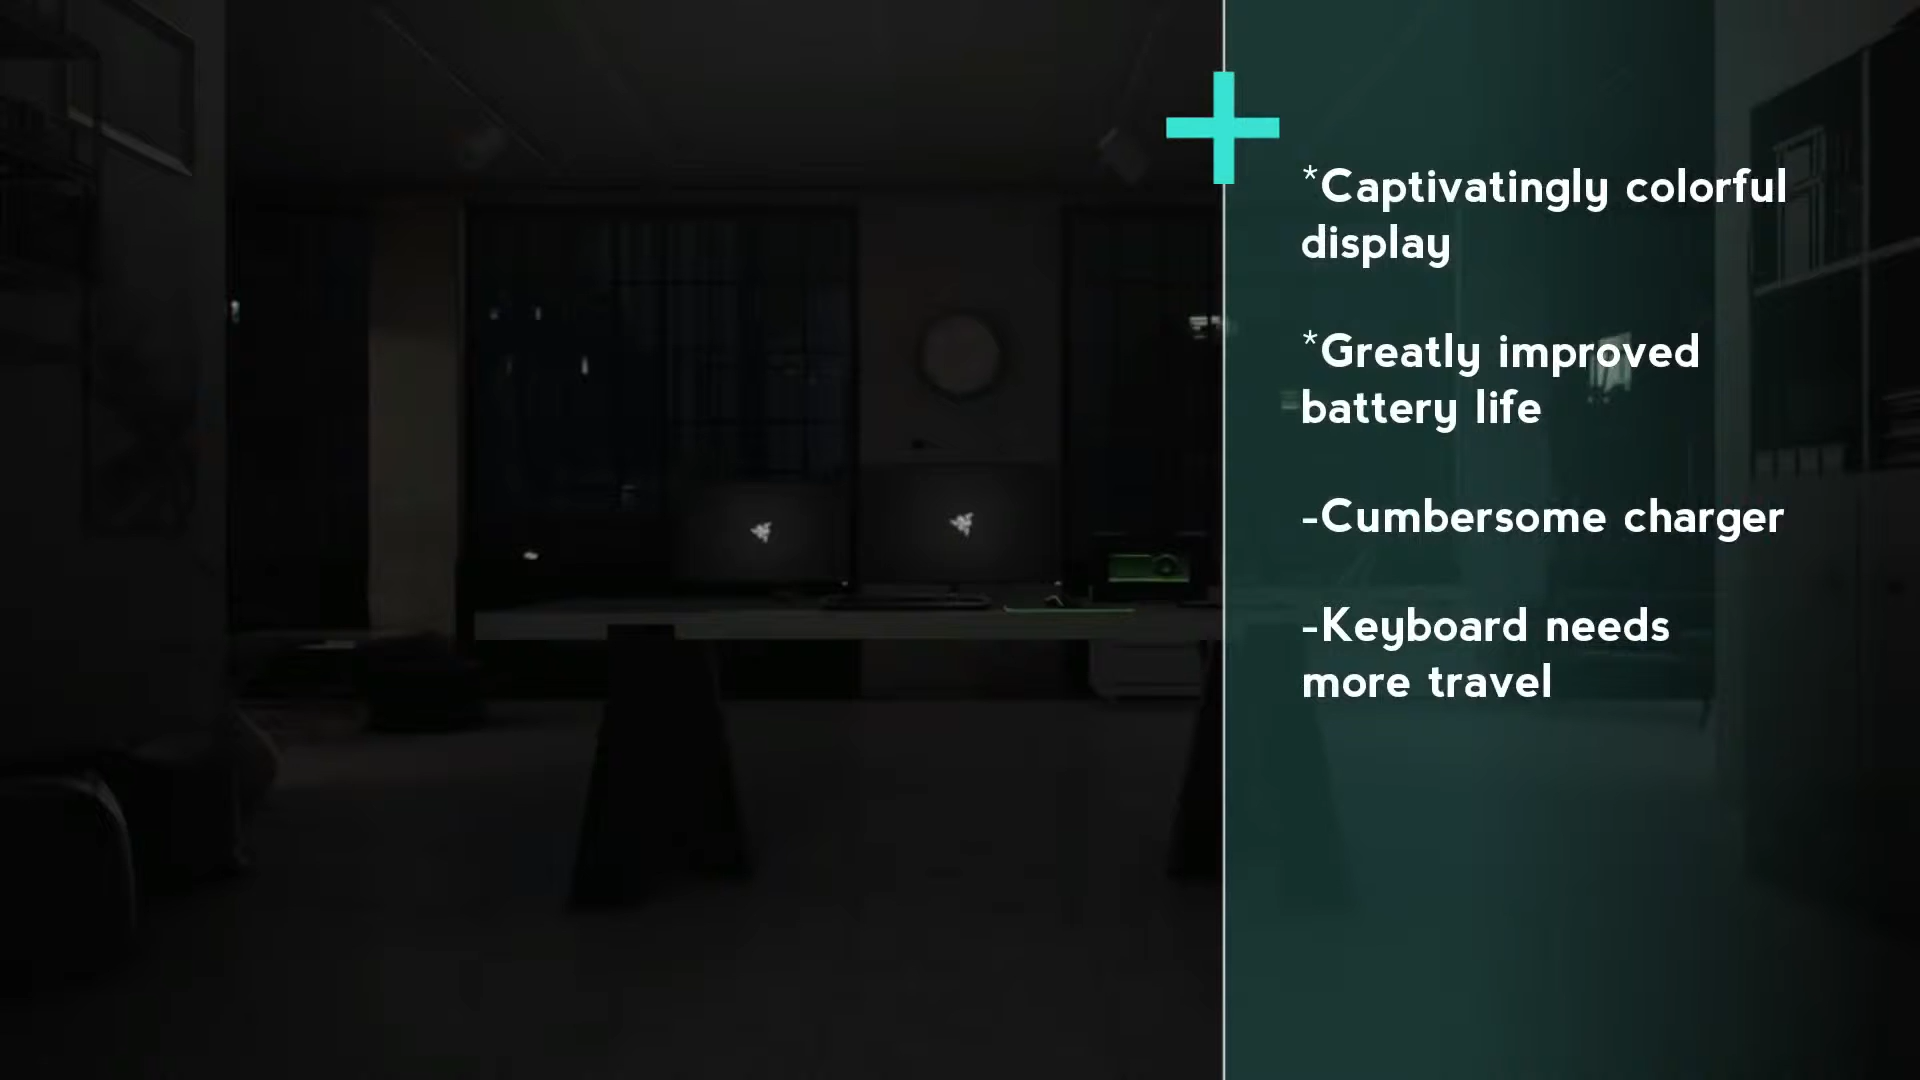 *Captivatingly colorful
display
*Greatly improved
battery life
-Cumbersome charger
-Keyboard needs
more travel